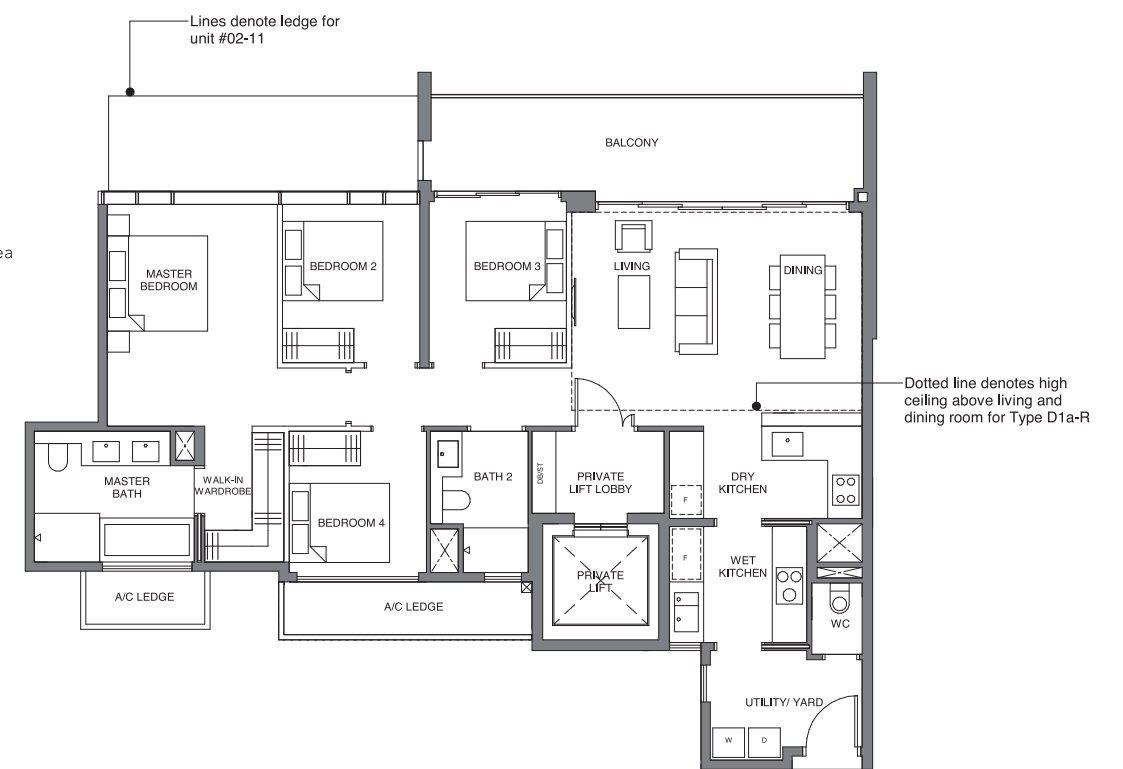 Lines denote ledge for
unit #02-11
BALCONY
ea
MASTER
BEDROOM
BEDROOM 2
BEDROOM 3
LIVING
DINING
Dotted line denotes high
ceiling above living and
dining room for Type D1a-R
MASTER
BATH
WALK-IN
WARDROBE
BEDROOM 4
BATH 2
DB/ST
PRIVATE
LIFT LOBBY
F
DRY
KITCHEN
F
WET
KITCHEN
PRIVATE
LIFT
A/C LEDGE
A/C LEDGE
WC
UTILITY/ YARD
W
D